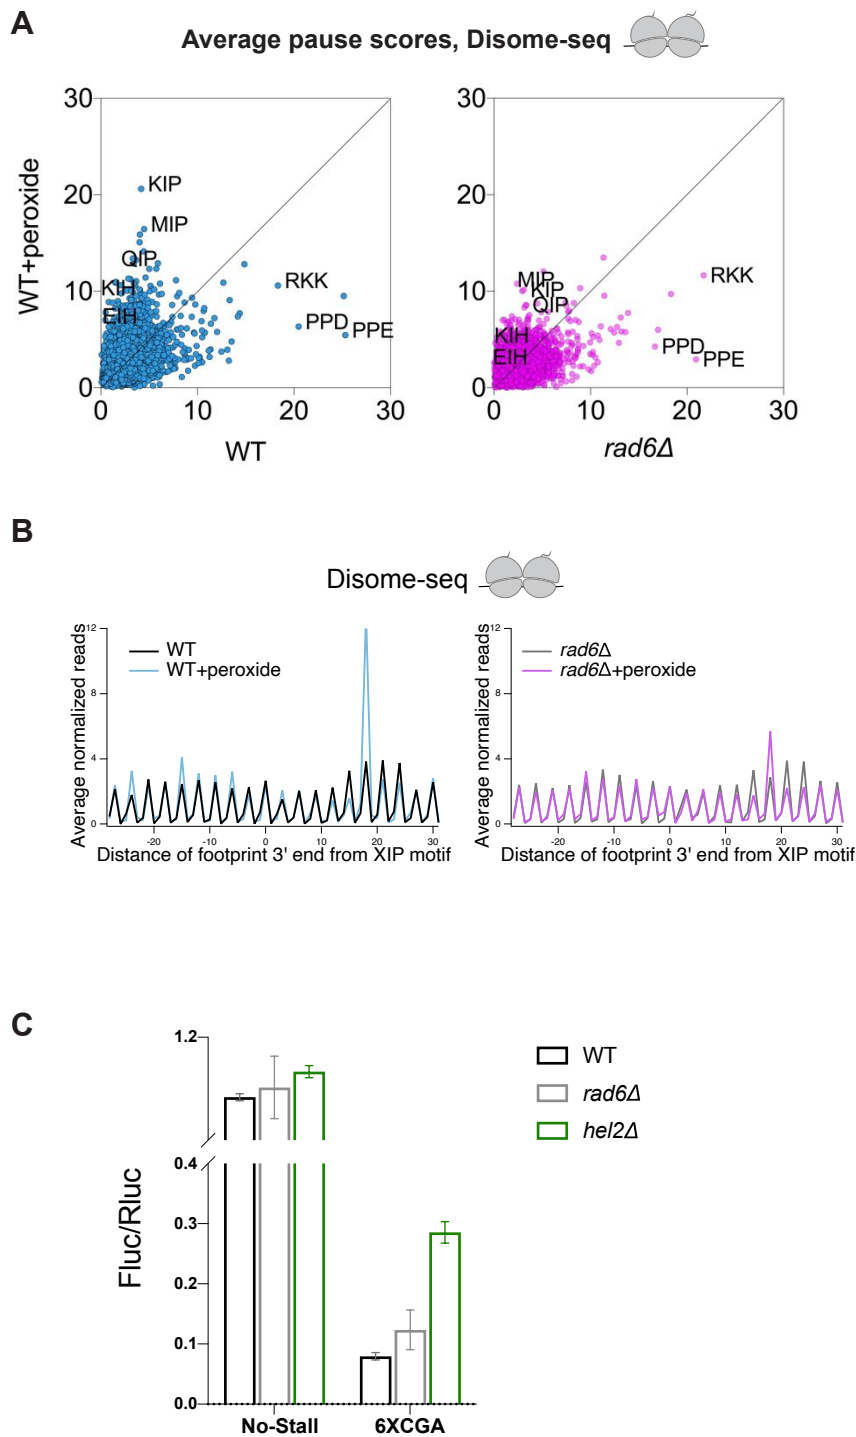 A
Average pause scores, Disome-seq
30
20
10
0
0
10
20
30
WT+peroxide
WT
KIP
MIP
QIP
KIH
EIH
RKK
PPD
PPE
30
20
10
0
0
10
20
30
rad6Δ
MIP
KIP
QIP
KIH
EIH
RKK
PPD
PPE
B
Disome-seq
Average normalized reads
12
8
4
0
WT
WT+peroxide
-20
-10
0
10
20
30
Distance of footprint 3' end from XIP motif
Average normalized reads
12
8
4
0
rad6Δ
rad6Δ+peroxide
-20
-10
0
10
20
30
Distance of footprint 3' end from XIP motif
C
Fluc/Rluc
1.2
0.4
0.3
0.2
0.1
0.0
No-Stall
6XCGA
WT
rad6Δ
hel2Δ